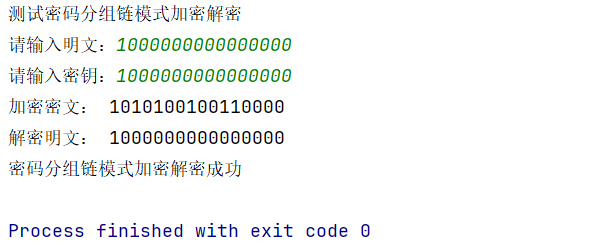 测试密码分组链模式加密解密
请输入明文：1000000000000000
请输入密钥：1000000000000000
加密密文： 1010100100110000
解密明文： 1000000000000000
密码分组链模式加密解密成功
Process finished with exit code 0